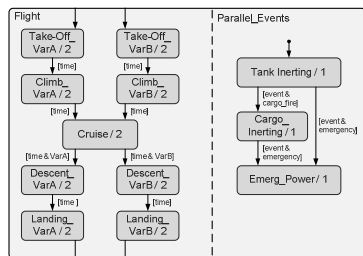 Flight
Take-Off_
VarA / 2
Take-Off_
VarB / 2
[time]
[time]
Climb_
VarA / 2
Climb_
VarB / 2
[time]
[time]
Cruise / 2
[time & VarA]
[time & VarB]
Descent_
VarA / 2
Descent_
VarB / 2
[time ]
[time]
Landing_
VarA / 2
Landing_
VarB / 2
Parallel_Events
Tank Inerting / 1
[event &
cargo_fire]
Cargo_
Inerting / 1
[event &
emergency]
[event &
emergency]
Emerg_Power / 1